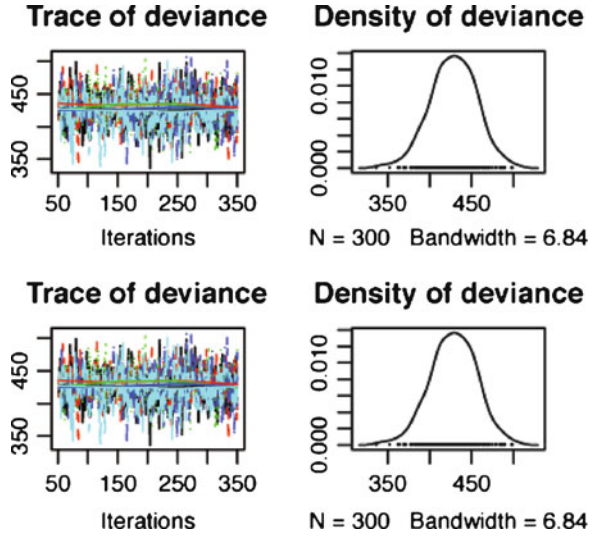 Trace of deviance
Density of deviance
450
350
50 150 250 350
Iterations
0.010
0.000
350 450
N = 300 Bandwidth = 6.84
Trace of deviance
Density of deviance
450
350
50 150 250 350
Iterations
0.010
0.000
350 450
N = 300 Bandwidth = 6.84